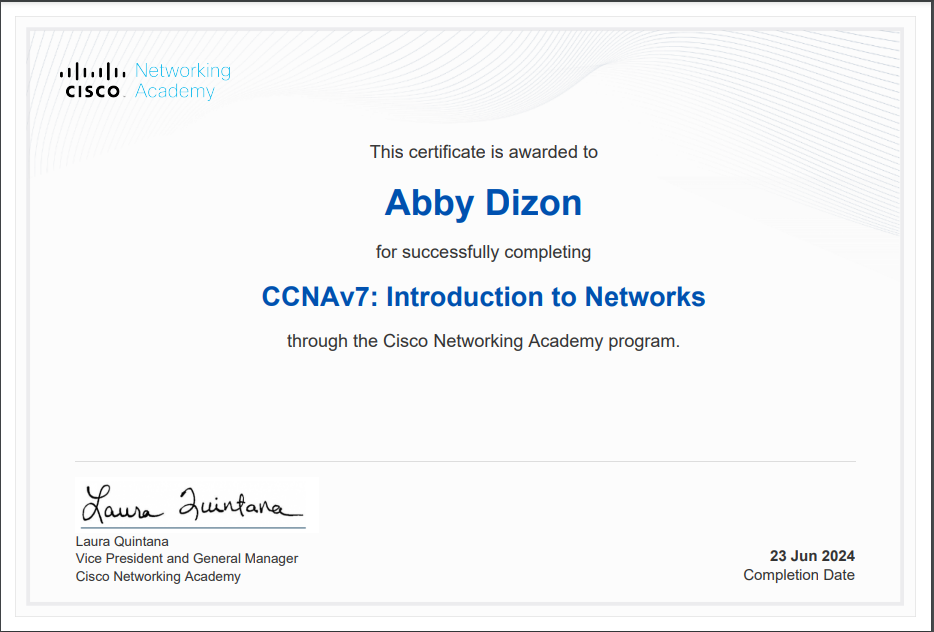 Networking
CISCO Academy
This certificate is awarded to
Abby Dizon
for successfully completing
CCNAv7: Introduction to Networks
through the Cisco Networking Academy program.
Laura Quintana
Laura Quintana
Vice President and General Manager
Cisco Networking Academy
23 Jun 2024
Completion Date